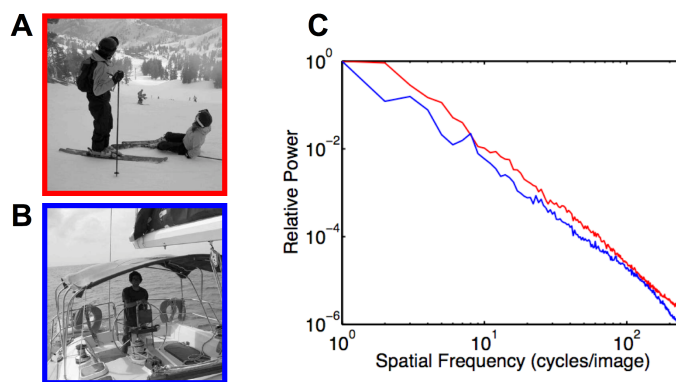 A
B
C
10^0
10^-2
10^-4
10^-6
Relative Power
10^0
10^1
10^2
Spatial Frequency (cycles/image)